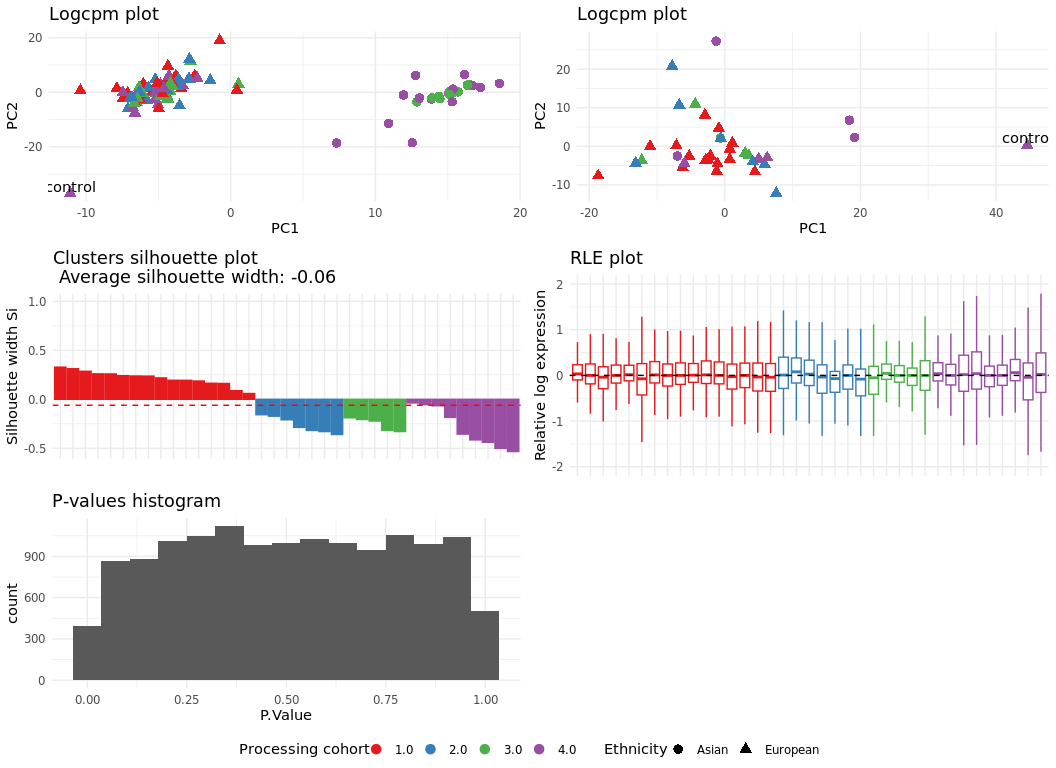 Logcpm plot
20
0
-20
PC2
control
-10
0
10
20
PC1
Logcpm plot
20
10
0
-10
PC2
contro
-20
0
20
40
PC1
Clusters silhouette plot
Average silhouette width: -0.06
1.0
0.5
0.0
-0.5
Silhouette width Si
RLE plot
2
1
0
-1
-2
Relative log expression
P-values histogram
900
600
300
0
count
0.00
0.25
0.50
0.75
1.00
P.Value
Processing cohort 1.0 2.0 3.0 4.0 Ethnicity Asian European